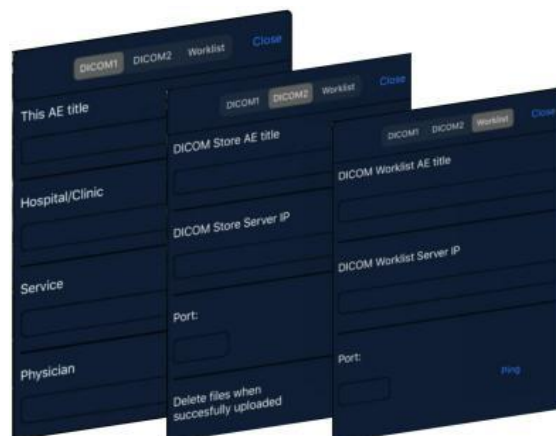 DICOM1 DICOM2 Worklist Close
This AE title
Hospital/Clinic
Service
Physician
DICOM1 DICOM2 Worklist Close
DICOM Store AE title
DICOM Store Server IP
Port:
Delete files when
succesfully uploaded
DICOM1 DICOM2 Worklist Close
DICOM Worklist AE title
DICOM Worklist Server IP
Port:
Ping